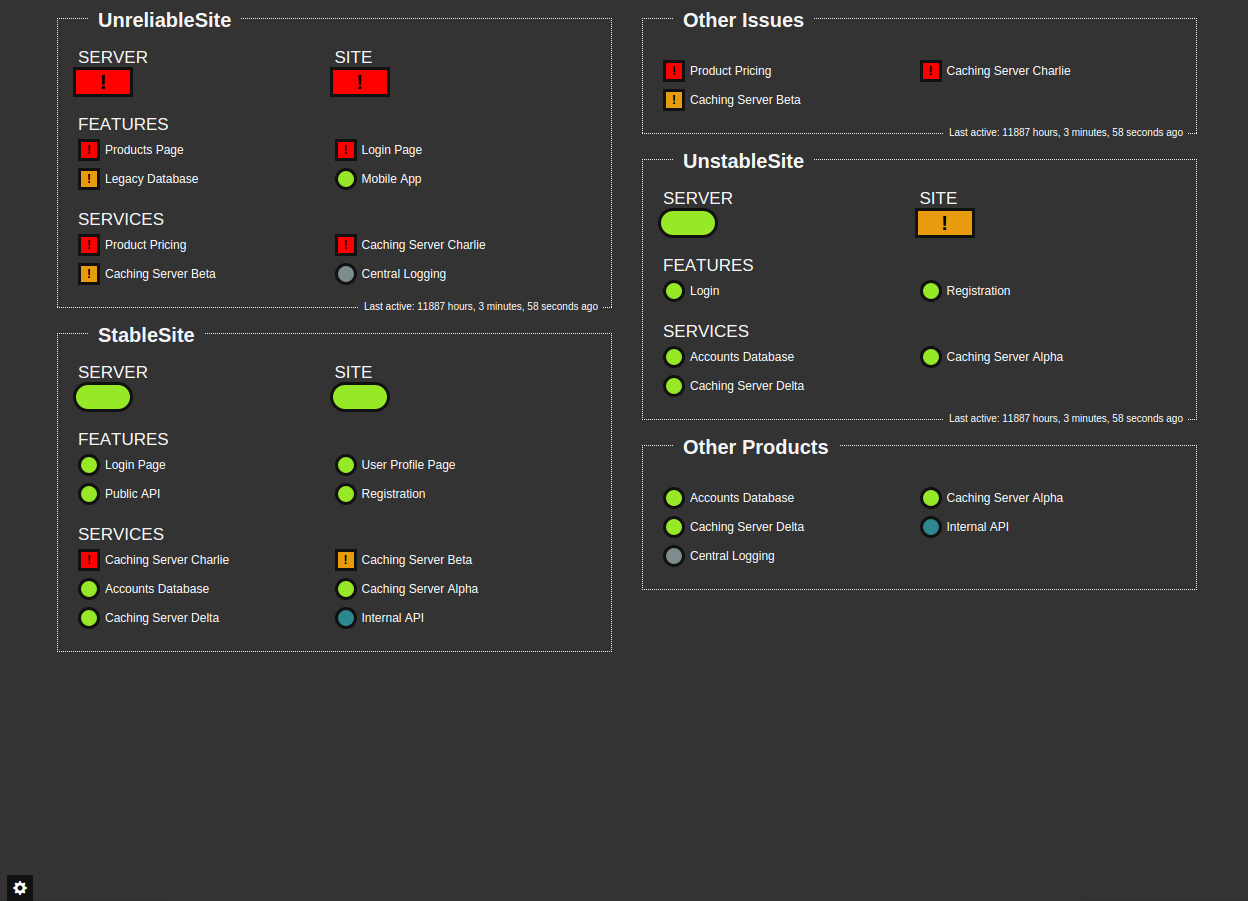 UnreliableSite
SERVER SITE
! !
FEATURES
! Products Page ! Login Page
! Legacy Database Mobile App
SERVICES
! Product Pricing ! Caching Server Charlie
! Caching Server Beta Central Logging
Last active: 11887 hours, 3 minutes, 58 seconds ago
StableSite
SERVER SITE
FEATURES
Login Page User Profile Page
Public API Registration
SERVICES
! Caching Server Charlie ! Caching Server Beta
Accounts Database Caching Server Alpha
Caching Server Delta Internal API
Other Issues
! Product Pricing ! Caching Server Charlie
! Caching Server Beta
Last active: 11887 hours, 3 minutes, 58 seconds ago
UnstableSite
SERVER SITE
!
FEATURES
Login Registration
SERVICES
Accounts Database Caching Server Alpha
Caching Server Delta
Last active: 11887 hours, 3 minutes, 58 seconds ago
Other Products
Accounts Database Caching Server Alpha
Caching Server Delta Internal API
Central Logging